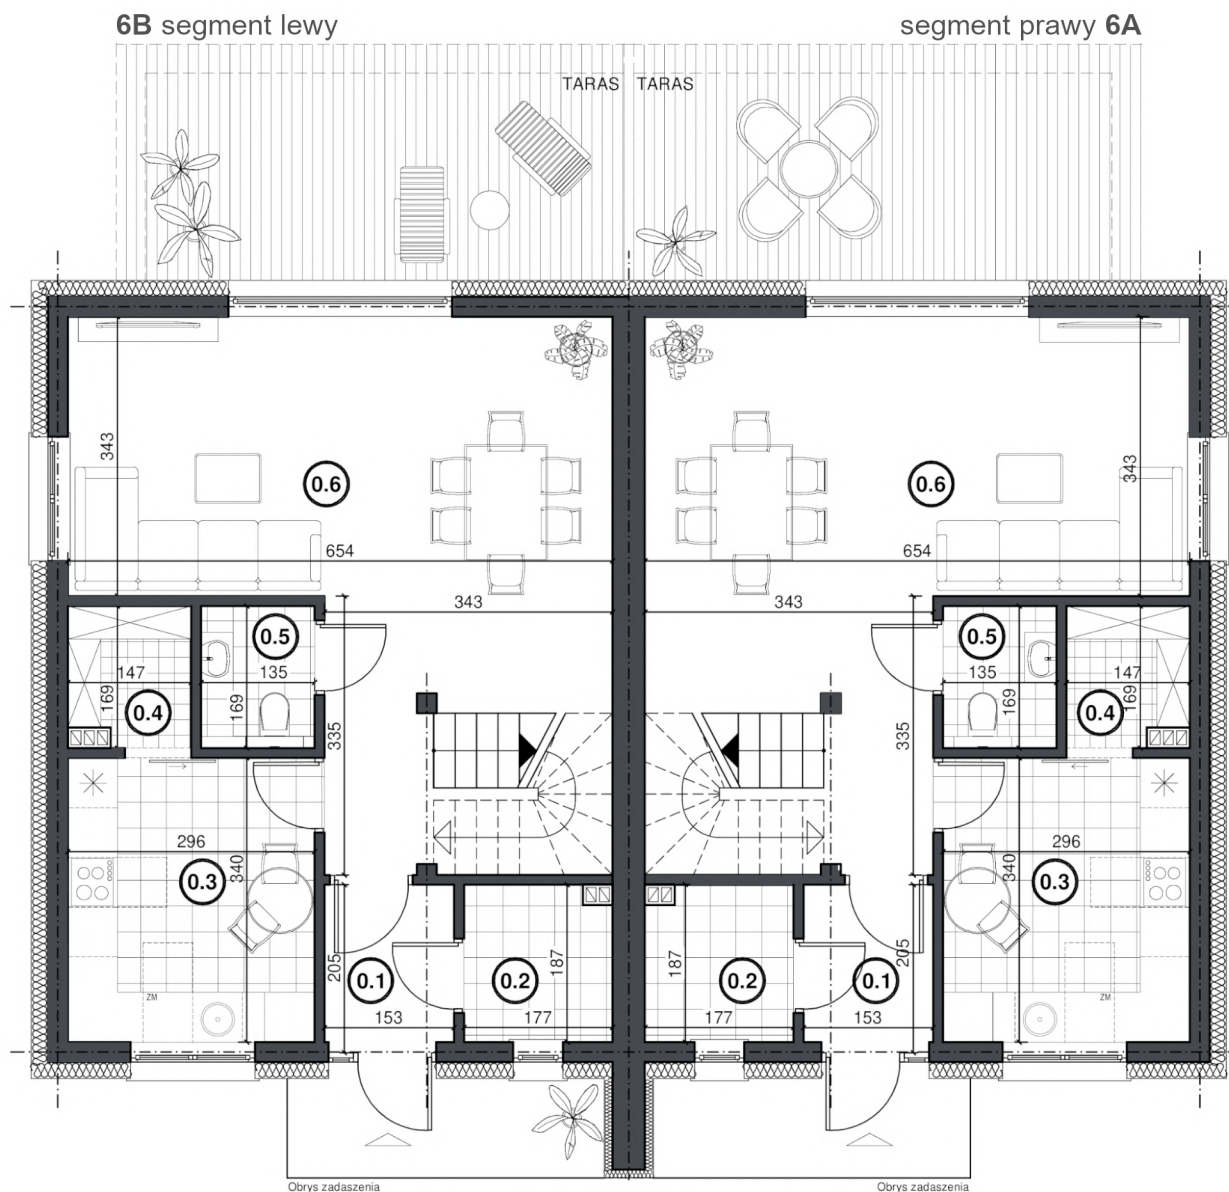 6B segment lewy segment prawy 6A
TARAS TARAS
343 0.6 0.6 343
654 654
343 343
0.5 0.5
147 135 135 147
169 0.4 169 335 335 169 0.4 169
296 296
0.3 340 340 0.3
205 0.1 0.2 187 187 0.2 0.1 205
ZM ZM
153 177 177 153
Obrys zadaszenia Obrys zadaszenia